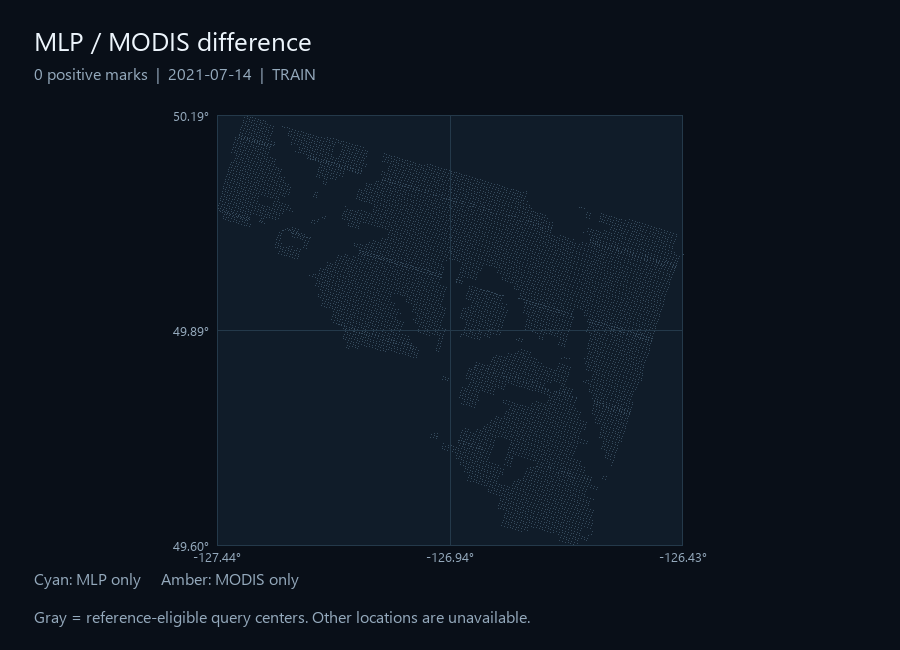 MLP / MODIS difference
0 positive marks | 2021-07-14 | TRAIN
50.19°
49.89°
49.60°
-127.44° -126.94° -126.43°
Cyan: MLP only Amber: MODIS only
Gray = reference-eligible query centers. Other locations are unavailable.